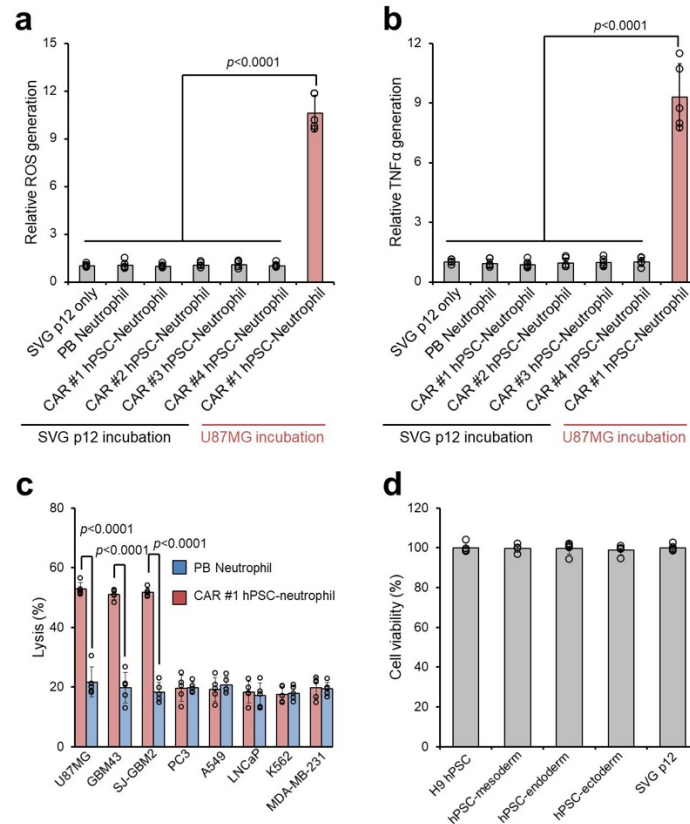 a
Relative ROS generation
15
12
9
6
3
0
p<0.0001
SVG p12 only
PB Neutrophil
CAR #1 hPSC-Neutrophil
CAR #2 hPSC-Neutrophil
CAR #3 hPSC-Neutrophil
CAR #4 hPSC-Neutrophil
CAR #1 hPSC-Neutrophil
SVG p12 incubation
U87MG incubation
b
Relative TNFα generation
12
9
6
3
0
p<0.0001
SVG p12 only
PB Neutrophil
CAR #1 hPSC-Neutrophil
CAR #2 hPSC-Neutrophil
CAR #3 hPSC-Neutrophil
CAR #4 hPSC-Neutrophil
CAR #1 hPSC-Neutrophil
SVG p12 incubation
U87MG incubation
c
Lysis (%)
80
60
40
20
0
p<0.0001
p<0.0001
p<0.0001
PB Neutrophil
CAR #1 hPSC-neutrophil
U87MG
GBM43
SJ-GBM2
PC3
A549
LNCaP
K562
MDA-MB-231
d
Cell viability (%)
120
100
80
60
40
20
0
H9 hPSC
hPSC-mesoderm
hPSC-endoderm
hPSC-ectoderm
SVG p12